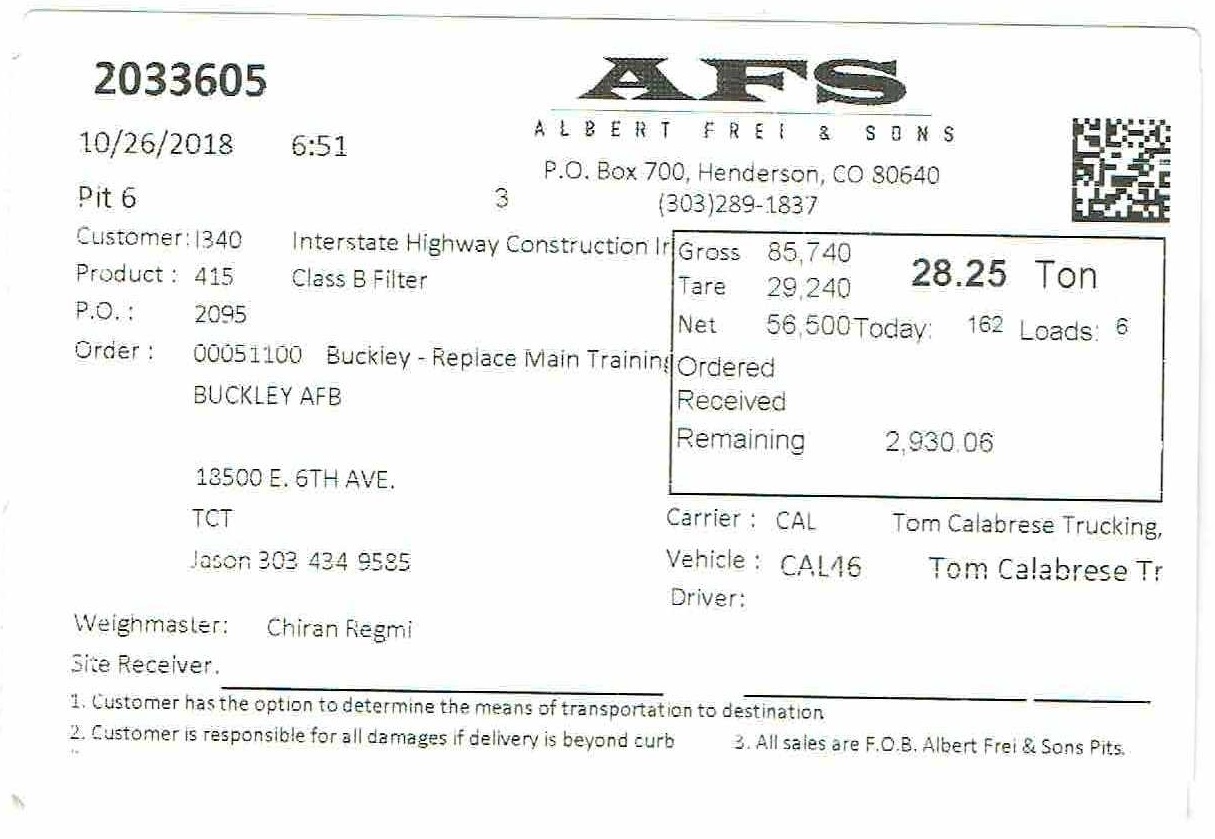 2033605
AFS
ALBERT FREI & SONS
10/26/2018 6:51
P.O. Box 700, Henderson, CO 80640
Pit 6 3
(303)289-1837
Customer: I340 Interstate Highway Construction Ir
Product : 415 Class B Filter
P.O. : 2095
Order : 00051100 Buckley - Replace Main Training
BUCKLEY AFB
13500 E. 6TH AVE.
TCT
Jason 303 434 9585
Gross 85,740 28.25 Ton
Tare 29,240
Net 56,500 Today: 162 Loads: 6
Ordered
Received
Remaining 2,930.06
Carrier : CAL Tom Calabrese Trucking,
Vehicle : CAL46 Tom Calabrese Tr
Driver:
Weighmaster: Chiran Regmi
Site Receiver.
1. Customer has the option to determine the means of transportation to destination
2. Customer is responsible for all damages if delivery is beyond curb 3. All sales are F.O.B. Albert Frei & Sons Pits.